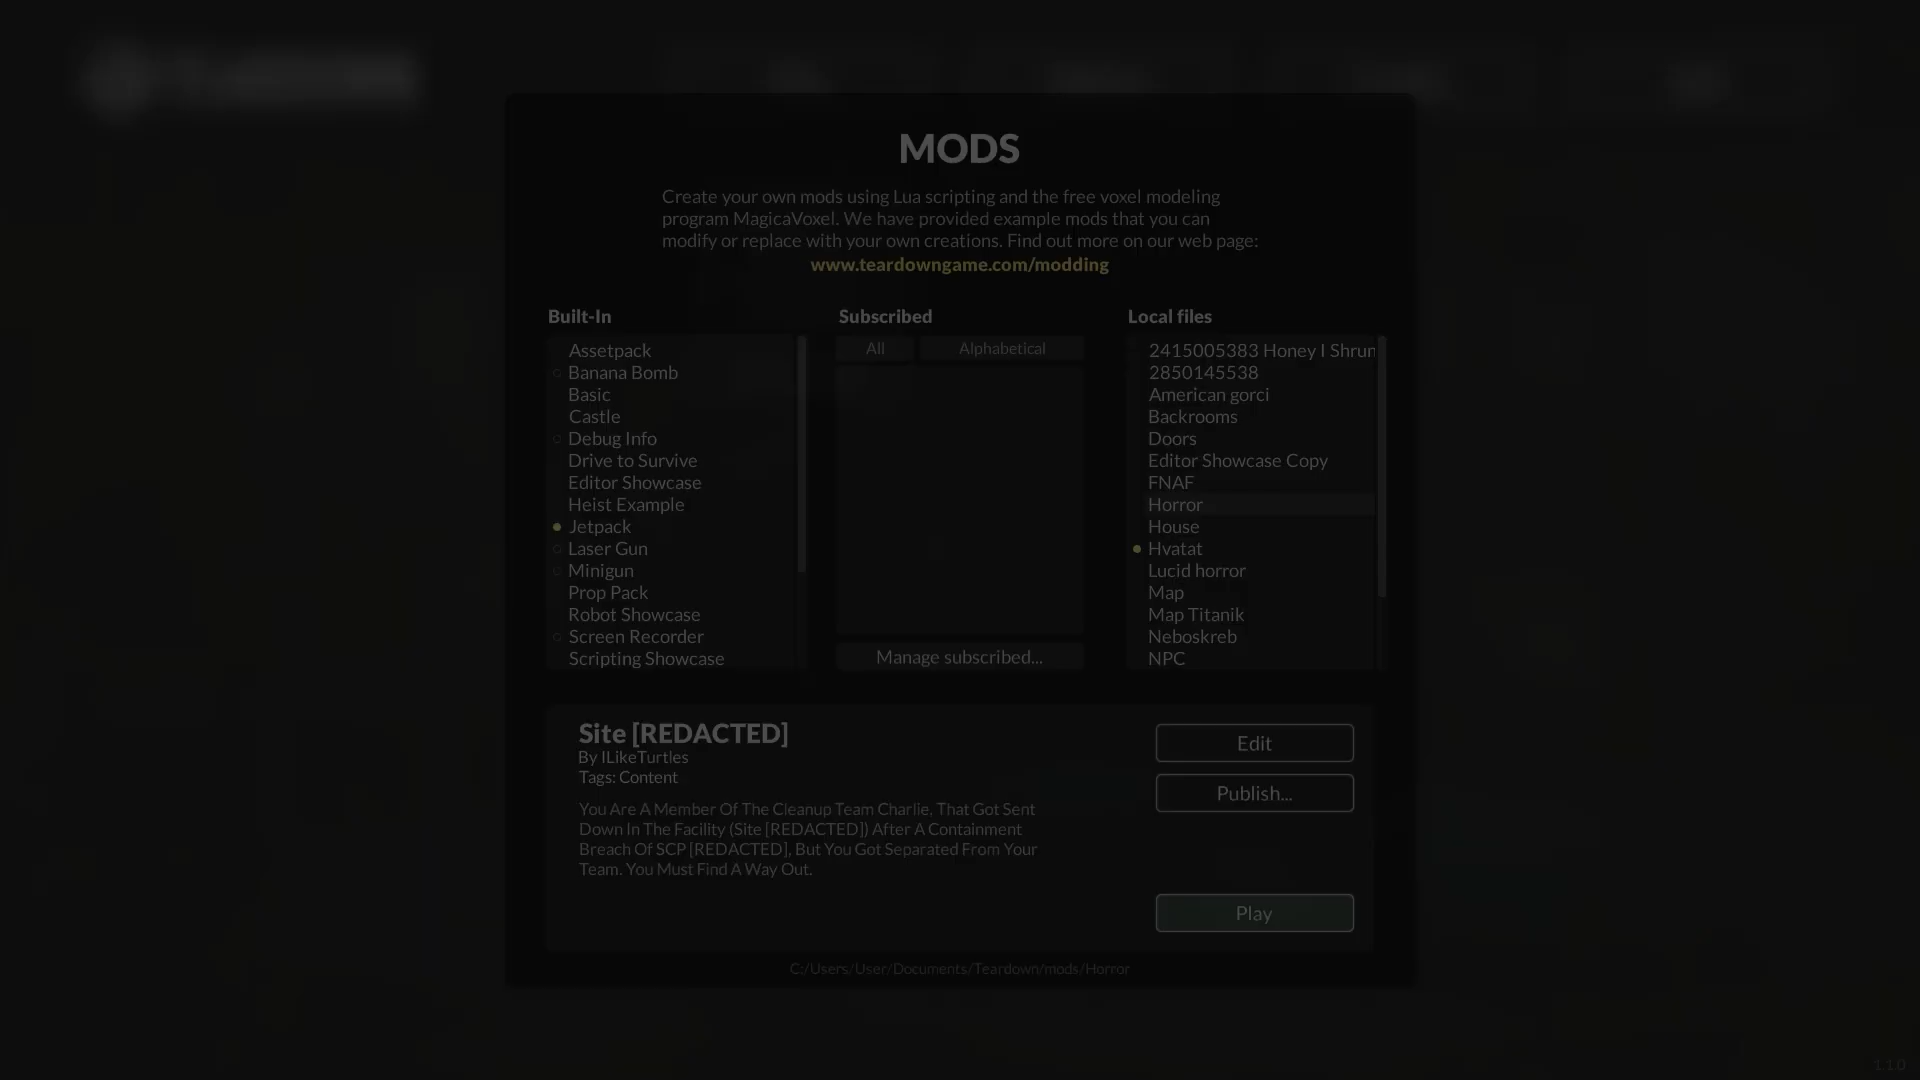 MODS
Create your own mods using Lua scripting and the free voxel modeling
program MagicaVoxel. We have provided example mods that you can
modify or replace with your own creations. Find out more on our web page:
www.teardowngame.com/modding
Built-In
Assetpack
Banana Bomb
Basic
Castle
Debug Info
Drive to Survive
Editor Showcase
Heist Example
Jetpack
Laser Gun
Minigun
Prop Pack
Robot Showcase
Screen Recorder
Scripting Showcase
Subscribed
All
Alphabetical
Manage subscribed...
Local files
2415005383 Honey I Shrun
2850145538
American gorci
Backrooms
Doors
Editor Showcase Copy
FNAF
Horror
House
Hvatat
Lucid horror
Map
Map Titanik
Neboskreb
NPC
Site [REDACTED]
By ILikeTurtles
Tags: Content
You Are A Member Of The Cleanup Team Charlie, That Got Sent
Down In The Facility (Site [REDACTED]) After A Containment
Breach Of SCP [REDACTED], But You Got Separated From Your
Team. You Must Find A Way Out.
Edit
Publish...
Play
C:/Users/User/Documents/Teardown/mods/Horror
1.1.0